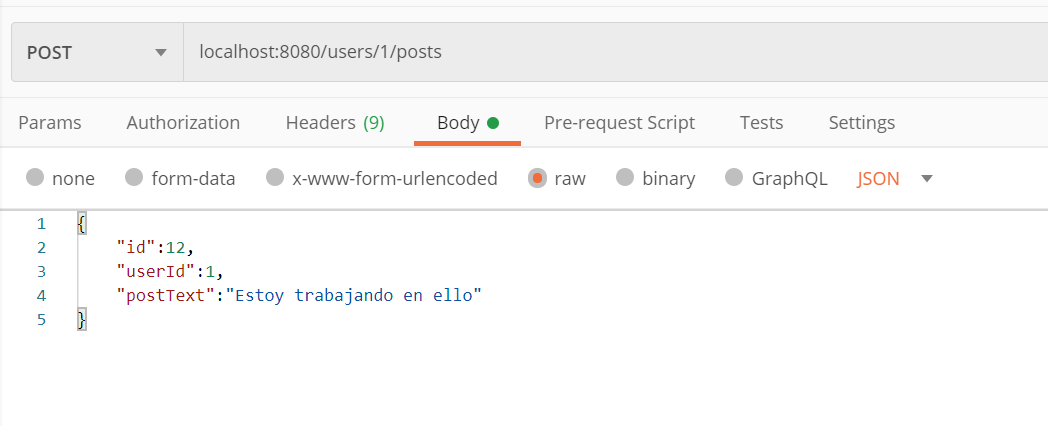 POST localhost:8080/users/1/posts
Params Authorization Headers (9) Body Pre-request Script Tests Settings
none form-data x-www-form-urlencoded raw binary GraphQL JSON
1 {
2 "id":12,
3 "userId":1,
4 "postText":"Estoy trabajando en ello"
5 }